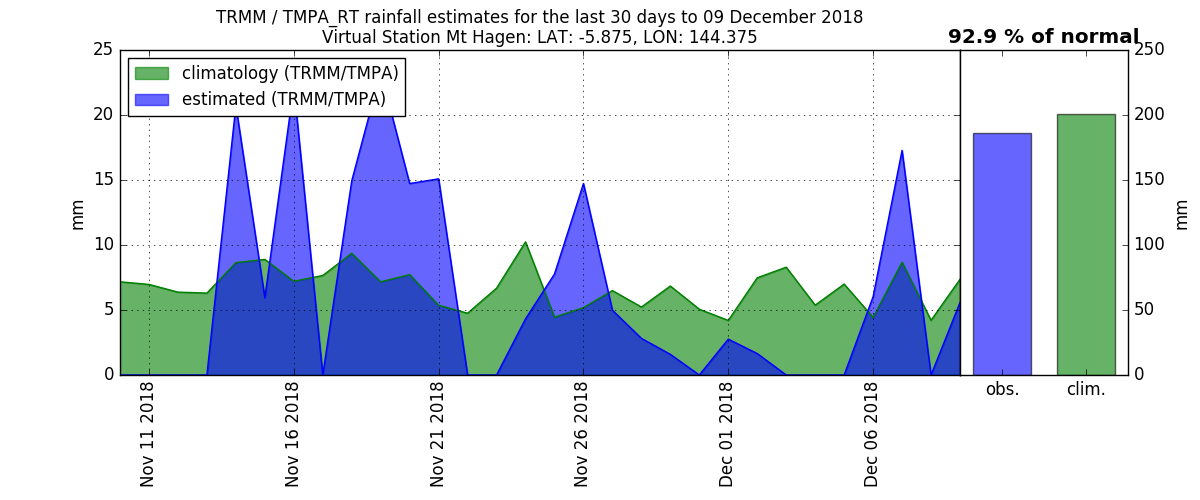 TRMM / TMPA_RT rainfall estimates for the last 30 days to 09 December 2018
Virtual Station Mt Hagen: LAT: -5.875, LON: 144.375
92.9 % of normal
climatology (TRMM/TMPA)
estimated (TRMM/TMPA)
25
20
15
10
5
0
mm
Nov 11 2018
Nov 16 2018
Nov 21 2018
Nov 26 2018
Dec 01 2018
Dec 06 2018
250
200
150
100
50
0
mm
obs.
clim.